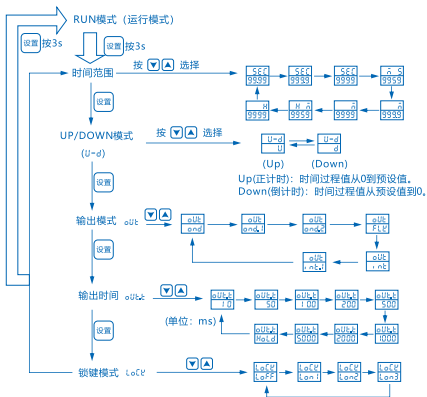 RUN模式（运行模式）
设置 按3s
设置 按3s
时间范围 按 选择
SEC 99.99
SEC 999.9
SEC 9999
设置
UP/DOWN模式
(U-d)
按 选择
U-d U
U-d d
(Up) (Down)
Up(正计时)：时间过程值从0到预设值。
Down(倒计时)：时间过程值从预设值到0。
设置
输出模式 oUt
oUt ond
oUt ond.1
oUt ond.2
oUt FLK
oUt int.1
oUt int
设置
输出时间 oUt.t
(单位：ms)
oUt.t 10
oUt.t 50
oUt.t 100
oUt.t 200
oUt.t 500
oUt.t HoLd
oUt.t 5000
oUt.t 2000
oUt.t 1000
设置
锁键模式 LoCK
LoCK LoFF
LoCK Lon1
LoCK Lon2
LoCK Lon3